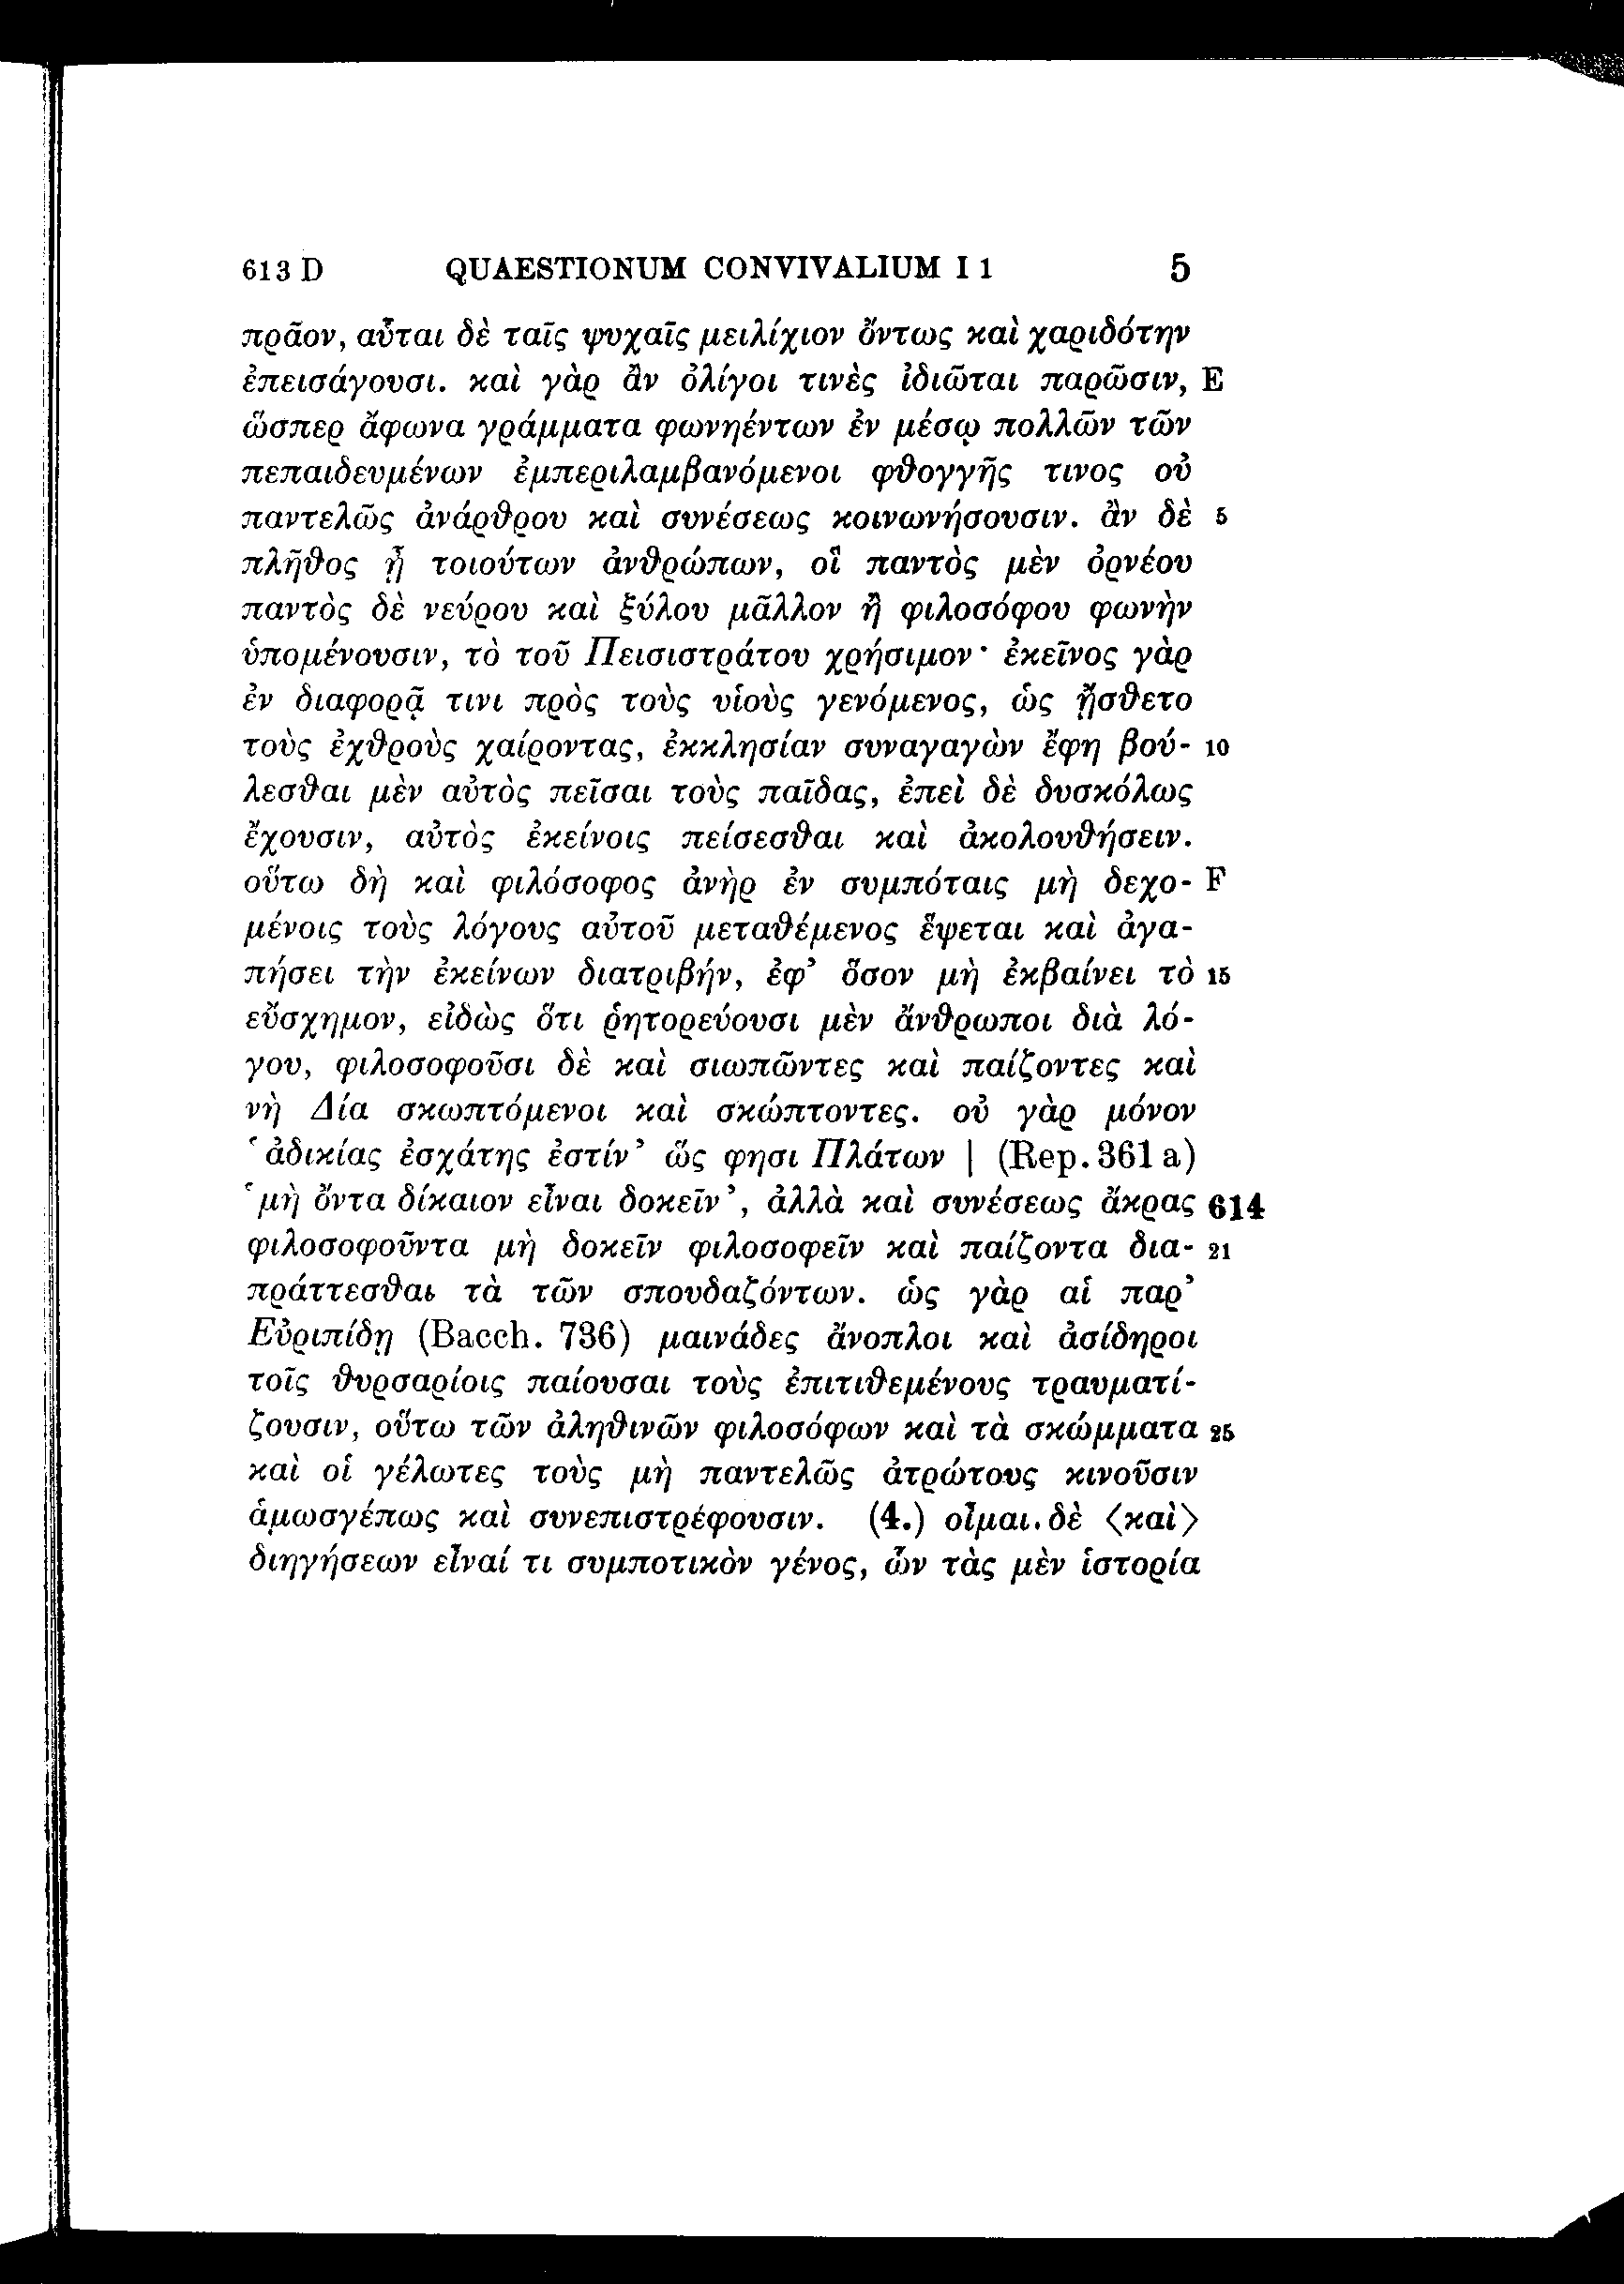 613 D QUAESTIONUM CONVIVALIUM I 1 5
πρᾶον, αὗται δὲ ταῖς ψυχαῖς μειλίχιον ὄντως καὶ χαριδότην
ἐπεισάγουσι. καὶ γὰρ ἂν ὀλίγοι τινὲς ἰδιῶται παρῶσιν, E
ὥσπερ ἄφωνα γράμματα φωνηέντων ἐν μέσῳ πολλῶν τῶν
πεπαιδευμένων ἐμπεριλαμβανόμενοι φθογγῆς τινος οὐ
παντελῶς ἀνάρθρου καὶ συνέσεως κοινωνήσουσιν. ἂν δὲ 5
πλῆθος ᾖ τοιούτων ἀνθρώπων, οἳ παντὸς μὲν ὀρνέου
παντὸς δὲ νεύρου καὶ ξύλου μᾶλλον ἢ φιλοσόφου φωνὴν
ὑπομένουσιν, τὸ τοῦ Πεισιστράτου χρήσιμον· ἐκεῖνος γὰρ
ἐν διαφορᾷ τινι πρὸς τοὺς υἱοὺς γενόμενος, ὡς ᾔσθετο
τοὺς ἐχθροὺς χαίροντας, ἐκκλησίαν συναγαγὼν ἔφη βού- 10
λεσθαι μὲν αὐτὸς πεῖσαι τοὺς παῖδας, ἐπεὶ δὲ δυσκόλως
ἔχουσιν, αὐτὸς ἐκείνοις πείσεσθαι καὶ ἀκολουθήσειν.
οὕτω δὴ καὶ φιλόσοφος ἀνὴρ ἐν συμπόταις μὴ δεχο- F
μένοις τοὺς λόγους αὐτοῦ μεταθέμενος ἕψεται καὶ ἀγα-
πήσει τὴν ἐκείνων διατριβήν, ἐφ’ ὅσον μὴ ἐκβαίνει τὸ 15
εὔσχημον, εἰδὼς ὅτι ῥητορεύουσι μὲν ἄνθρωποι διὰ λό-
γου, φιλοσοφοῦσι δὲ καὶ σιωπῶντες καὶ παίζοντες καὶ
νὴ Δία σκωπτόμενοι καὶ σκώπτοντες. οὐ γὰρ μόνον
‘ἀδικίας ἐσχάτης ἐστίν’ ὥς φησι Πλάτων | (Rep. 361 a)
‘μὴ ὄντα δίκαιον εἶναι δοκεῖν’, ἀλλὰ καὶ συνέσεως ἄκρας 614
φιλοσοφοῦντα μὴ δοκεῖν φιλοσοφεῖν καὶ παίζοντα δια- 21
πράττεσθαι τὰ τῶν σπουδαζόντων. ὡς γὰρ αἱ παρ’
Εὐριπίδῃ (Bacch. 736) μαινάδες ἄνοπλοι καὶ ἀσίδηροι
τοῖς θυρσαρίοις παίουσαι τοὺς ἐπιτιθεμένους τραυματί-
ζουσιν, οὕτω τῶν ἀληθινῶν φιλοσόφων καὶ τὰ σκώμματα 25
καὶ οἱ γέλωτες τοὺς μὴ παντελῶς ἀτρώτους κινοῦσιν
ἁμωσγέπως καὶ συνεπιστρέφουσιν. (4.) οἶμαι. δὲ ⟨καὶ⟩
διηγήσεων εἶναί τι συμποτικὸν γένος, ὧν τὰς μὲν ἱστορία